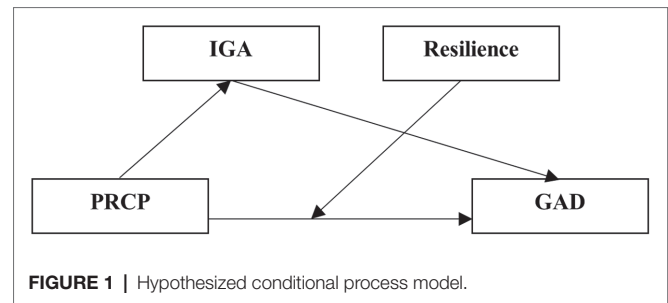 IGA
Resilience
PRCP
GAD
FIGURE 1 | Hypothesized conditional process model.